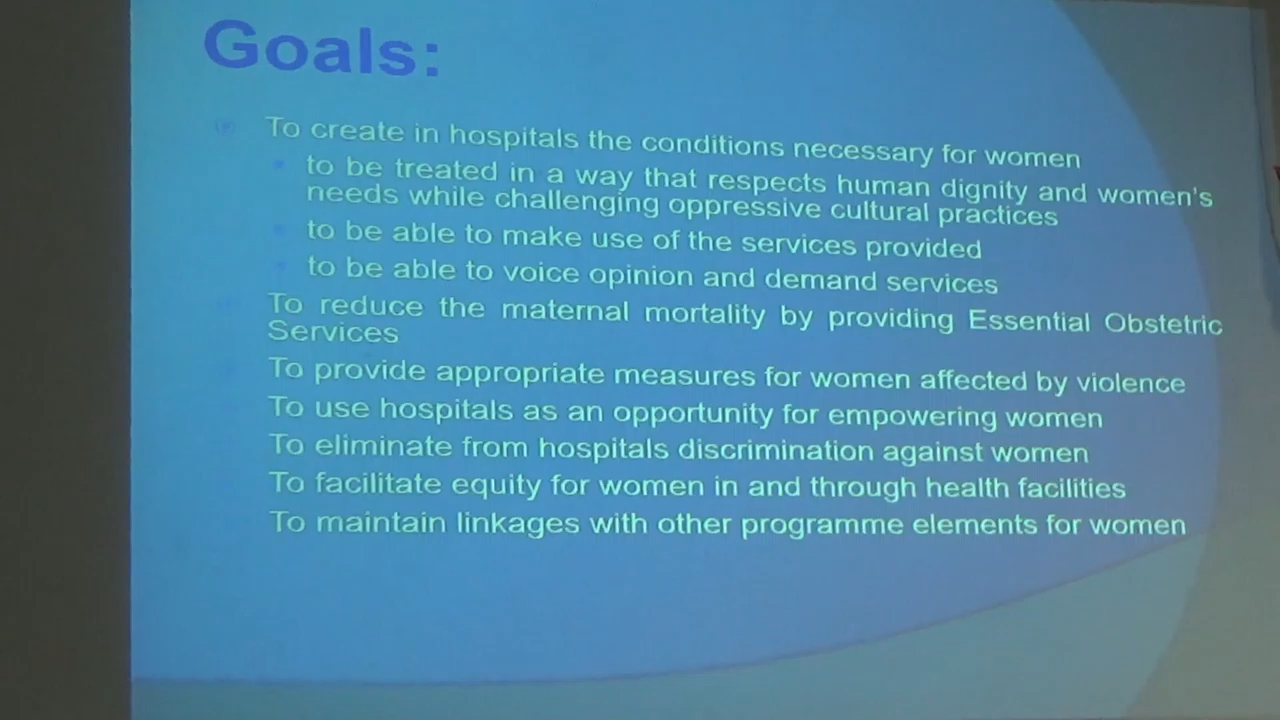 Goals:
To create in hospitals the conditions necessary for women
to be treated in a way that respects human dignity and women's
needs while challenging oppressive cultural practices
to be able to make use of the services provided
to be able to voice opinion and demand services
To reduce the maternal mortality by providing Essential Obstetric
Services
To provide appropriate measures for women affected by violence
To use hospitals as an opportunity for empowering women
To eliminate from hospitals discrimination against women
To facilitate equity for women in and through health facilities
To maintain linkages with other programme elements for women